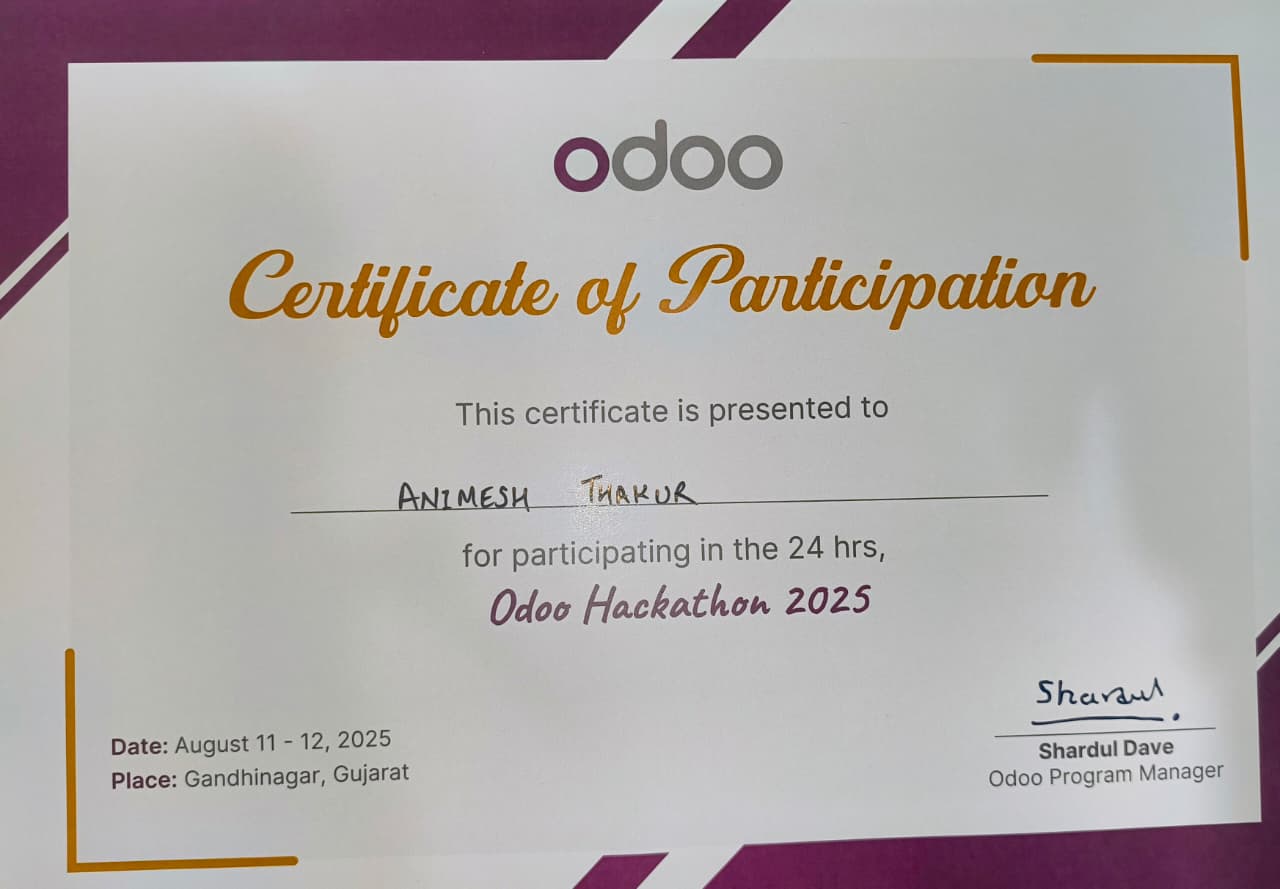 odoo
Certificate of Participation
This certificate is presented to
ANIMESH THAKUR
for participating in the 24 hrs,
Odoo Hackathon 2025
Date: August 11 - 12, 2025
Place: Gandhinagar, Gujarat
Shardul
Shardul Dave
Odoo Program Manager